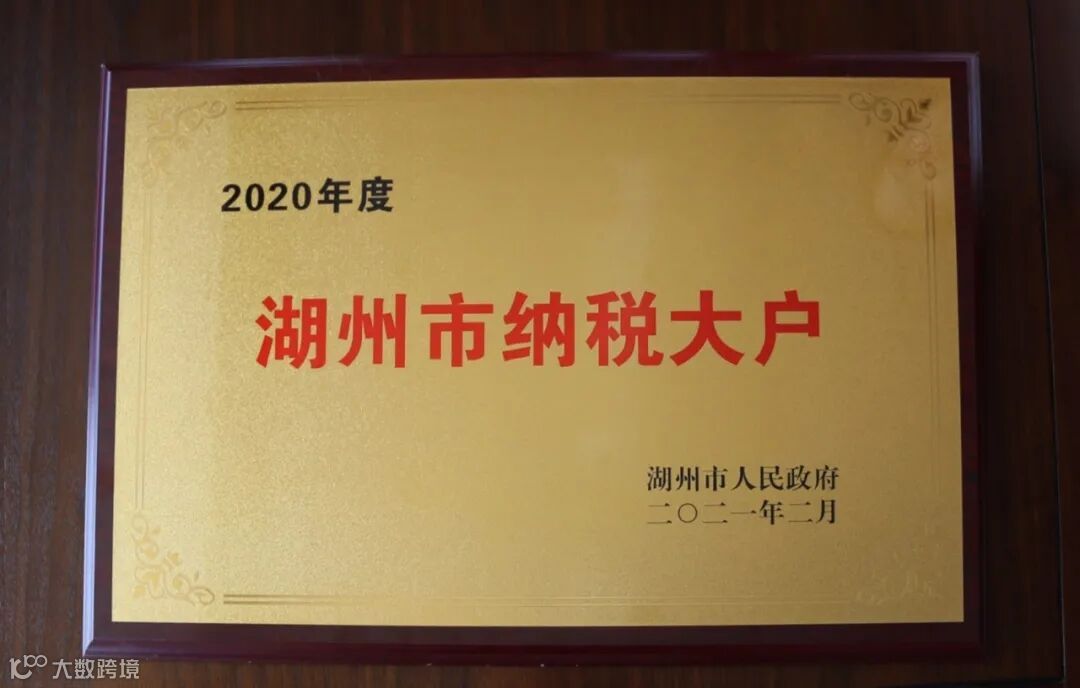 2020年度
湖州市纳税大户
湖州市人民政府
二〇二一年二月
大数跨境